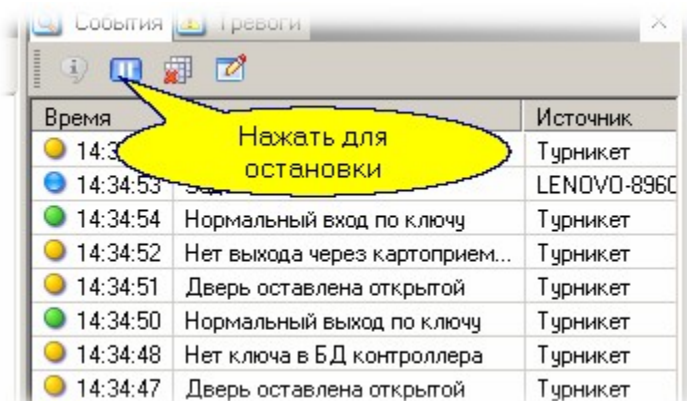 События Тревоги
Время Источник
Нажать для
остановки
14:3 Турникет
14:34:53 LENOVO-8960
14:34:54 Нормальный вход по ключу Турникет
14:34:52 Нет выхода через картоприем... Турникет
14:34:51 Дверь оставлена открытой Турникет
14:34:50 Нормальный выход по ключу Турникет
14:34:48 Нет ключа в БД контроллера Турникет
14:34:47 Дверь оставлена открытой Турникет